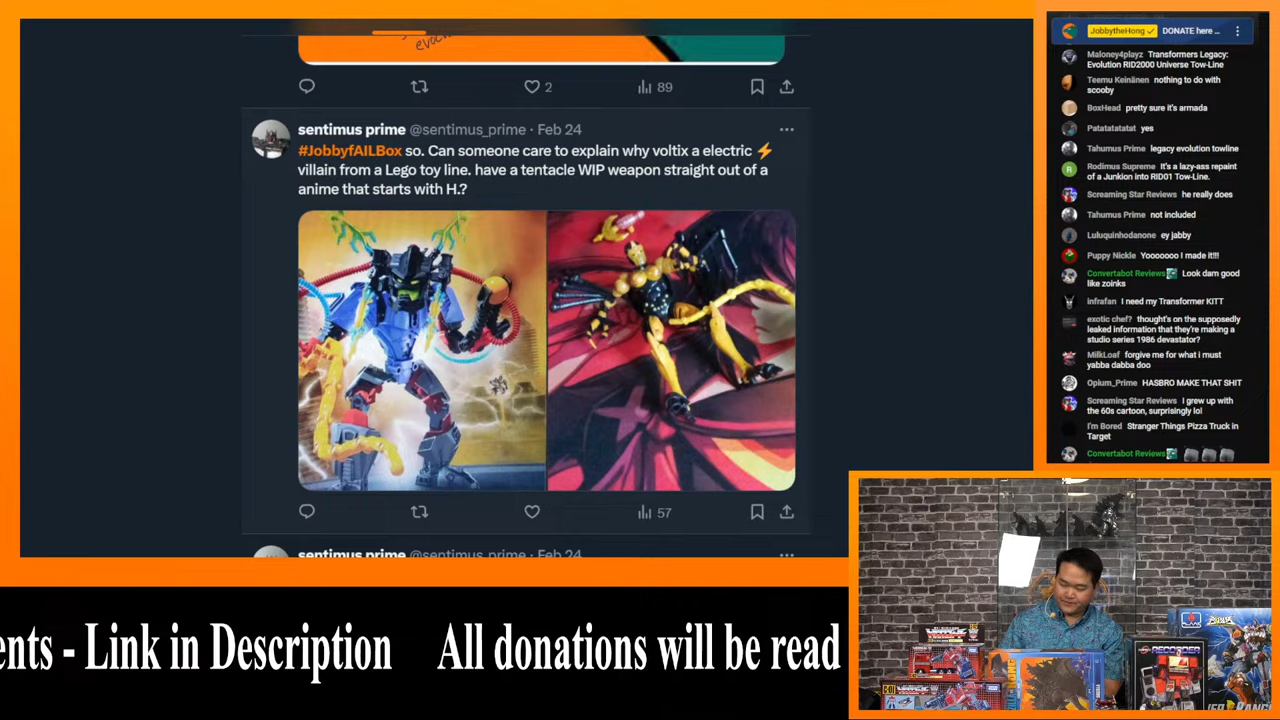 evo
2
89
sentimus prime @sentimus_prime · Feb 24
#JobbyfAILBox so. Can someone care to explain why voltix a electric ⚡
villain from a Lego toy line. have a tentacle WIP weapon straight out of a
anime that starts with H.?
57
sentimus prime @sentimus_prime · Feb 24
JobbytheHong DONATE here ...
Maloney4playz Transformers Legacy:
Evolution RID2000 Universe Tow-Line
Teemu Keinänen nothing to do with
scooby
BoxHead pretty sure it's armada
Patatatatatat yes
Tahumus Prime legacy evolution towline
R
Rodimus Supreme It's a lazy-ass repaint
of a Junkion into RID01 Tow-Line.
Screaming Star Reviews he really does
Tahumus Prime not included
Luluquinhodanone ey jabby
Puppy Nickle Yooooooo I made it!!!
Convertabot Reviews Look dam good
like zoinks
infrafan I need my Transformer KITT
exotic chef? thought's on the supposedly
leaked information that they're making a
studio series 1986 devastator?
MilkLoaf forgive me for what i must
yabba dabba doo
Opium_Prime HASBRO MAKE THAT SHIT
Screaming Star Reviews I grew up with
the 60s cartoon, surprisingly lol
I'm Bored Stranger Things Pizza Truck in
Target
Convertabot Reviews
ents - Link in Description All donations will be read
RECORDER